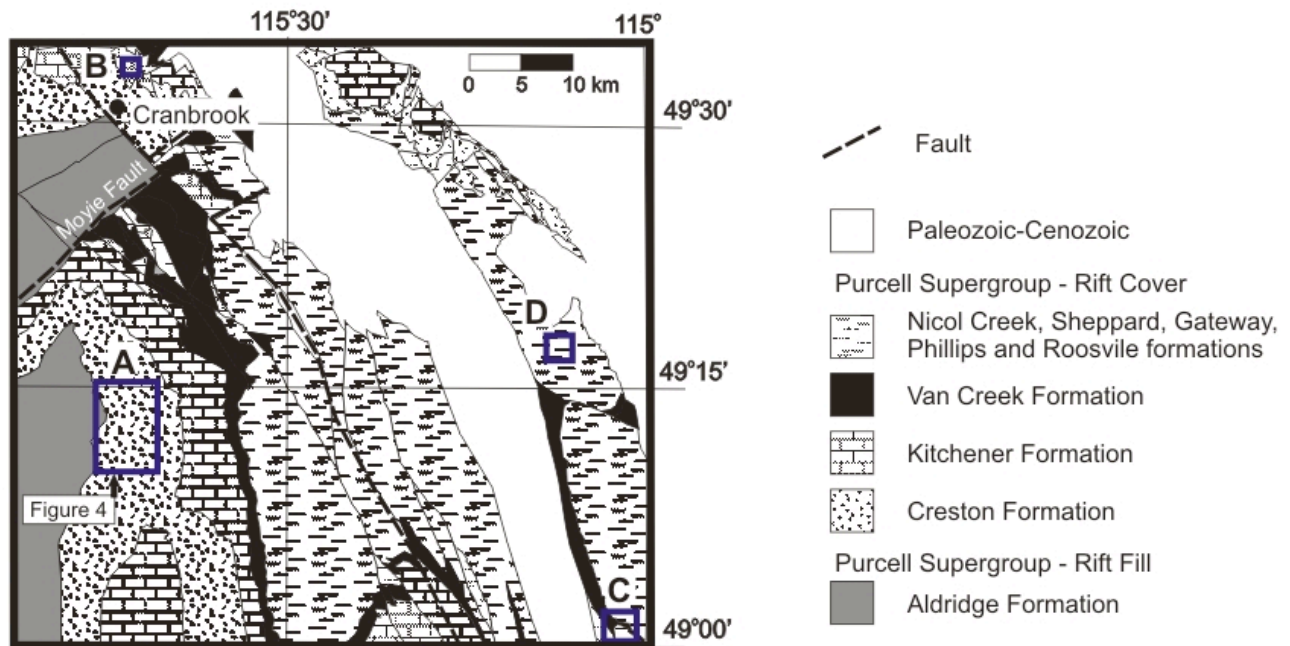 115°30' 115°
B
0 5 10 km
Cranbrook
49°30'
Moyie Fault
D
A
49°15'
Figure 4
C
49°00'
Fault
Paleozoic-Cenozoic
Purcell Supergroup - Rift Cover
Nicol Creek, Sheppard, Gateway,
Phillips and Roosvile formations
Van Creek Formation
Kitchener Formation
Creston Formation
Purcell Supergroup - Rift Fill
Aldridge Formation